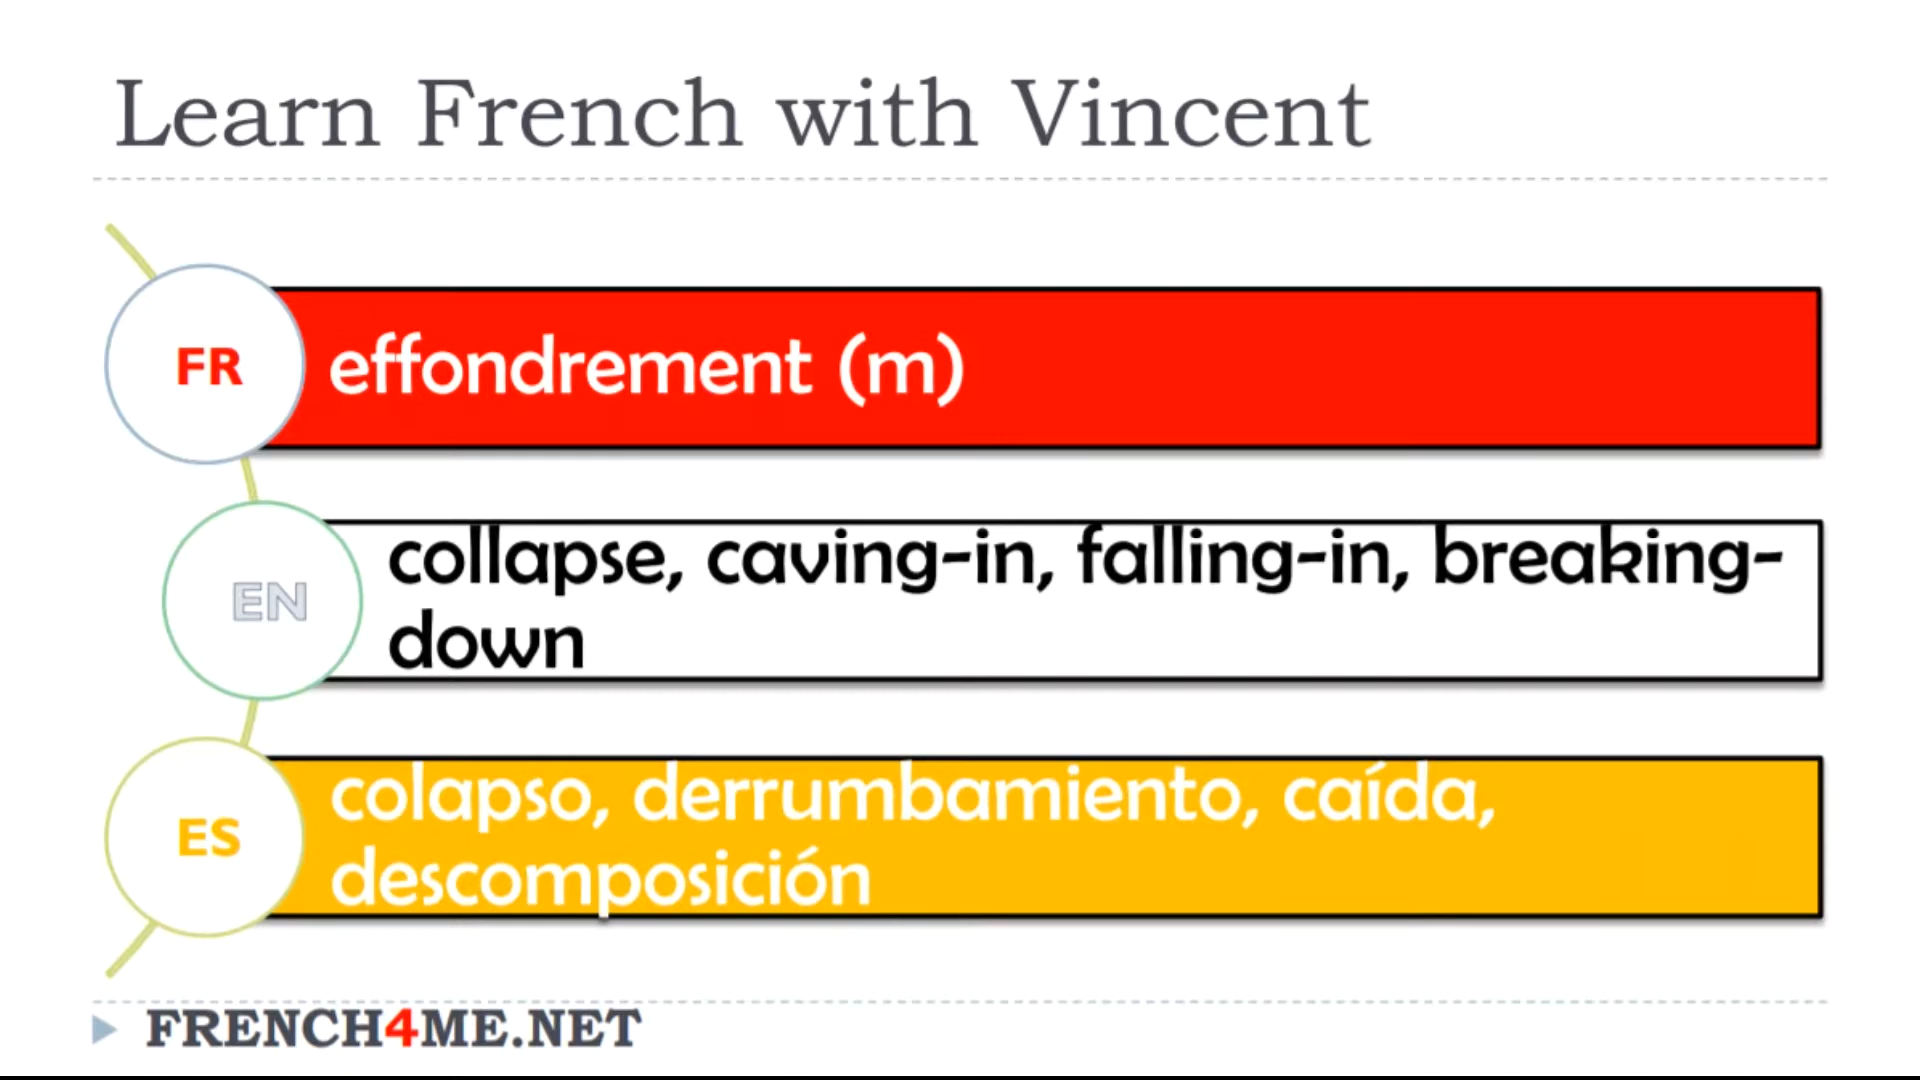 Learn French with Vincent
FR
effondrement (m)
EN
collapse, caving-in, falling-in, breaking-
down
ES
colapso, derrumbamiento, caída,
descomposición
FRENCH4ME.NET